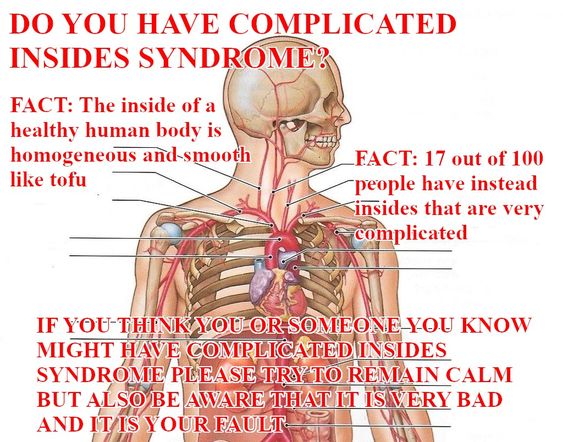 DO YOU HAVE COMPLICATED
INSIDES SYNDROME?
FACT: The inside of a
healthy human body is
homogeneous and smooth
like tofu
FACT: 17 out of 100
people have instead
insides that are very
complicated
IF YOU THINK YOU OR SOMEONE YOU KNOW
MIGHT HAVE COMPLICATED INSIDES
SYNDROME PLEASE TRY TO REMAIN CALM
BUT ALSO BE AWARE THAT IT IS VERY BAD
AND IT IS YOUR FAULT